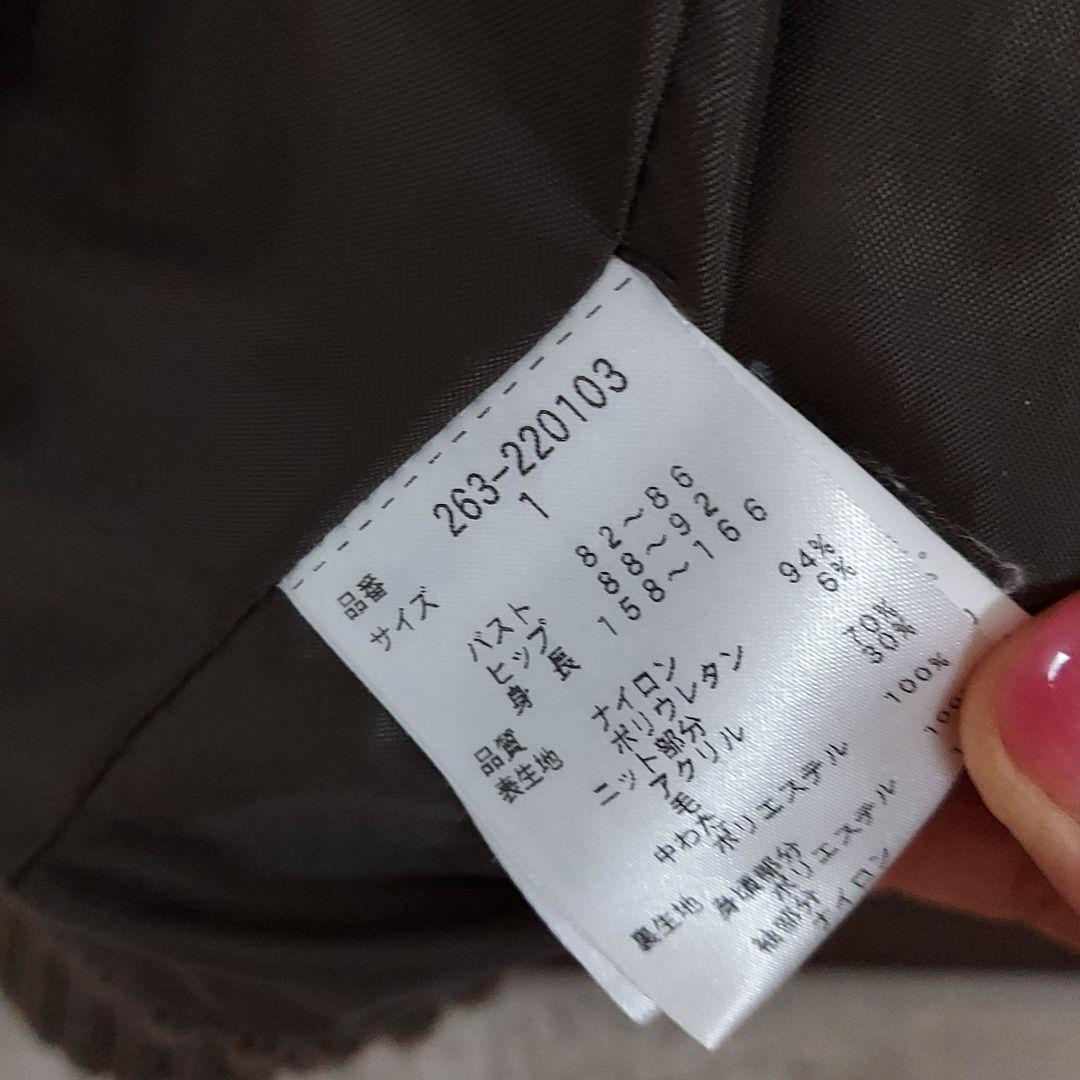 品番 263-220103
サイズ 1
バスト 82～86
ヒップ 88～92
身長 158～166
品質
表生地 ナイロン 94%
ポリウレタン 6%
ニット部分
アクリル 70%
毛 30%
中わた
ポリエステル 100%
裏生地 身頃部分
ポリエステル
袖部分
ナイロン